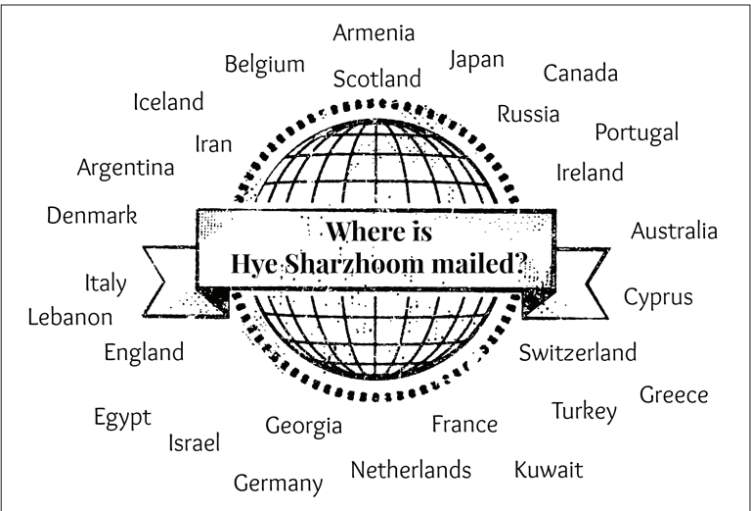 Armenia
Belgium
Japan
Scotland
Canada
Iceland
Russia
Portugal
Iran
Argentina
Ireland
Denmark
Where is
Australia
Hye Sharzhoom mailed?
Italy
Cyprus
Lebanon
England
Switzerland
Greece
Egypt
Georgia
France
Turkey
Israel
Germany
Netherlands
Kuwait